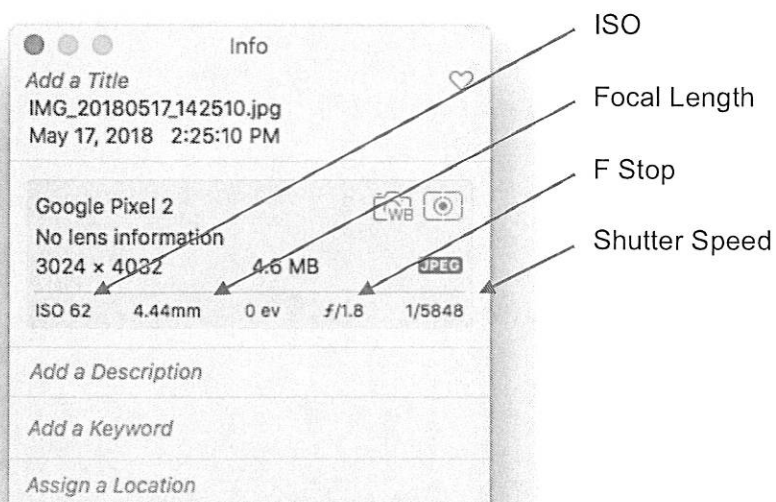 Info
ISO
Add a Title
IMG_20180517_142510.jpg
May 17, 2018 2:25:10 PM
Focal Length
F Stop
Google Pixel 2
WB
No lens information
Shutter Speed
3024 × 4032 4.6 MB JPEG
ISO 62 4.44mm 0 ev ƒ/1.8 1/5848
Add a Description
Add a Keyword
Assign a Location